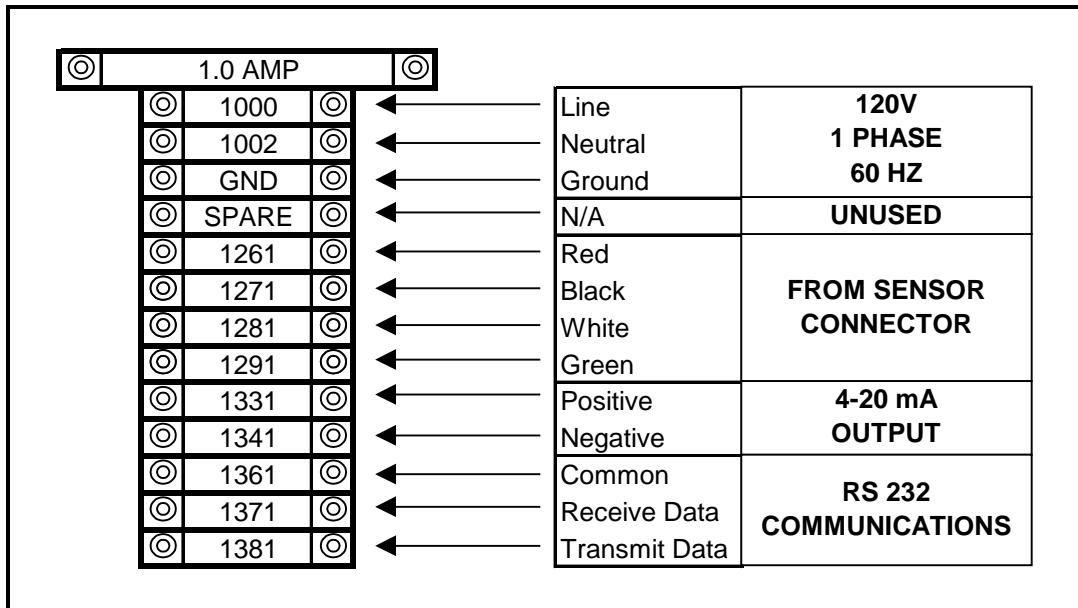 1.0 AMP
1000
Line
120V
1002
Neutral
1 PHASE
GND
Ground
60 HZ
SPARE
N/A
UNUSED
1261
Red
1271
Black
FROM SENSOR
1281
White
CONNECTOR
1291
Green
1331
Positive
4-20 mA
1341
Negative
OUTPUT
1361
Common
RS 232
1371
Receive Data
COMMUNICATIONS
1381
Transmit Data